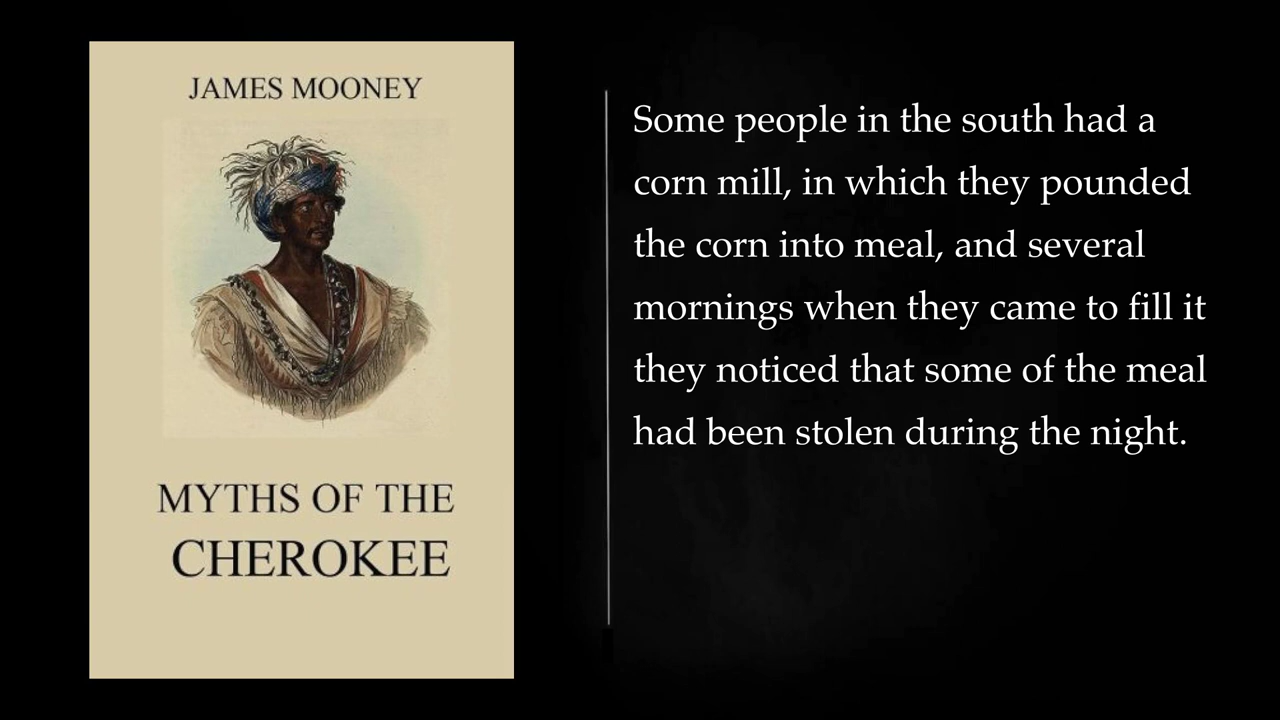 JAMES MOONEY
MYTHS OF THE
CHEROKEE
Some people in the south had a
corn mill, in which they pounded
the corn into meal, and several
mornings when they came to fill it
they noticed that some of the meal
had been stolen during the night.